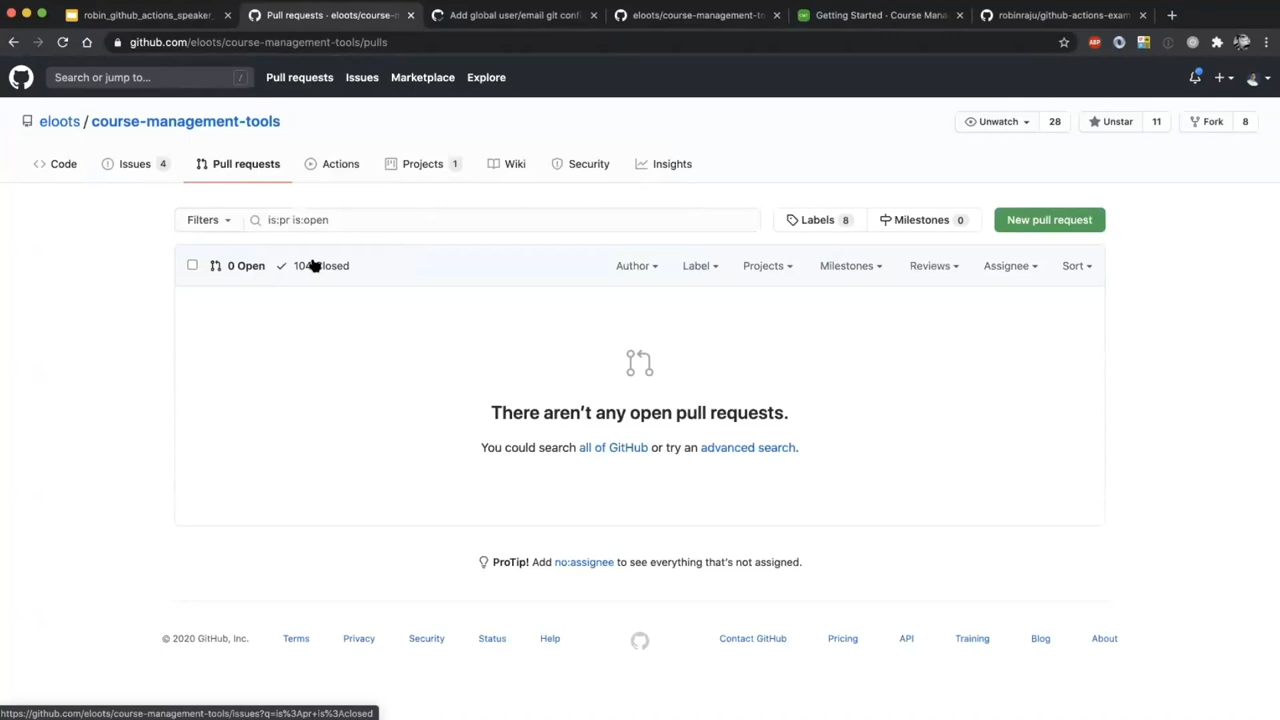 robin_github_actions_speaker_
Pull requests · eloots/course-m
Add global user/email git confi
eloots/course-management-to
Getting Started – Course Mana
robinraju/github-actions-exam
github.com/eloots/course-management-tools/pulls
Search or jump to... /
Pull requests
Issues
Marketplace
Explore
eloots / course-management-tools
Unwatch 28
Unstar 11
Fork 8
Code
Issues 4
Pull requests
Actions
Projects 1
Wiki
Security
Insights
Filters
is:pr is:open
Labels 8
Milestones 0
New pull request
0 Open
Closed
Author
Label
Projects
Milestones
Reviews
Assignee
Sort
There aren't any open pull requests.
You could search all of GitHub or try an advanced search.
ProTip! Add no:assignee to see everything that's not assigned.
© 2020 GitHub, Inc.
Terms
Privacy
Security
Status
Help
Contact GitHub
Pricing
API
Training
Blog
About
https://github.com/eloots/course-management-tools/issues?q=is%3Apr+is%3Aclosed